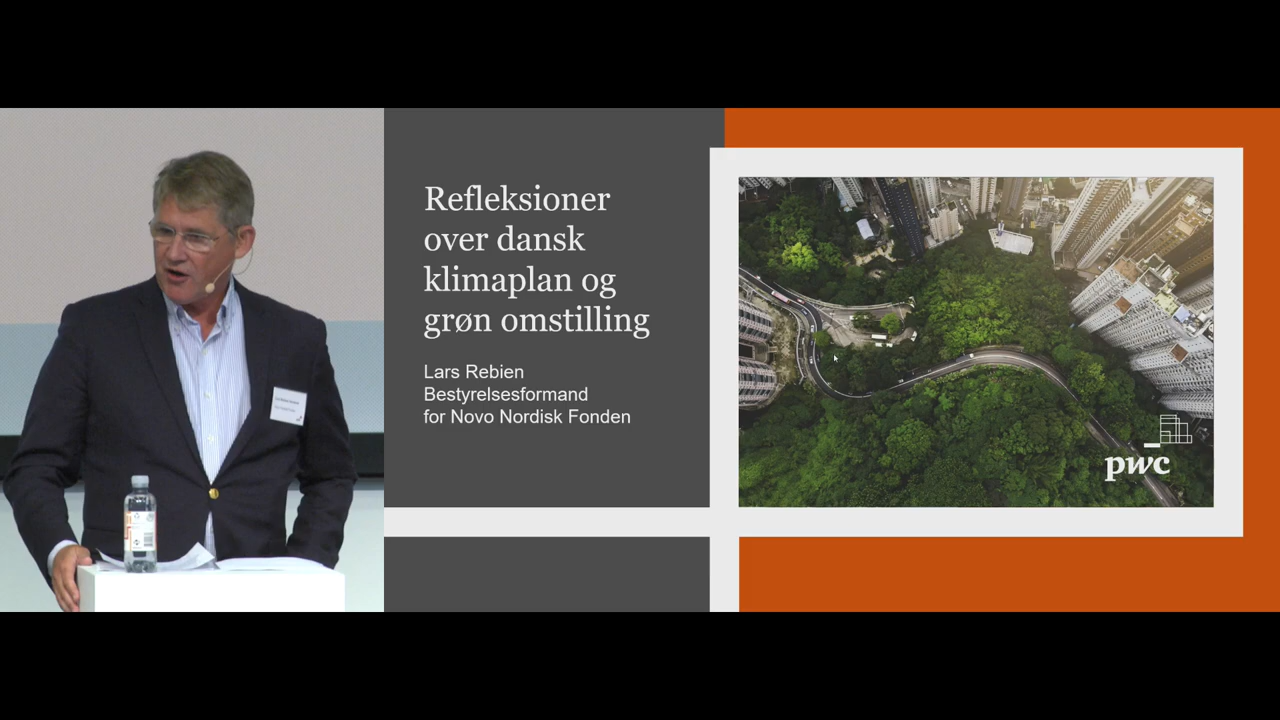 Refleksioner
over dansk
klimaplan og
grøn omstilling
Lars Rebien
Bestyrelsesformand
for Novo Nordisk Fonden
pwc